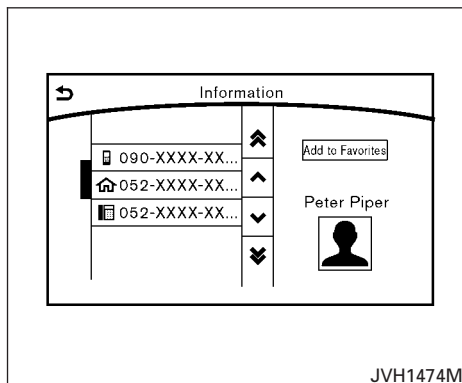 Information
090-XXXX-XX...
052-XXXX-XX...
052-XXXX-XX...
Add to Favorites
Peter Piper
JVH1474M